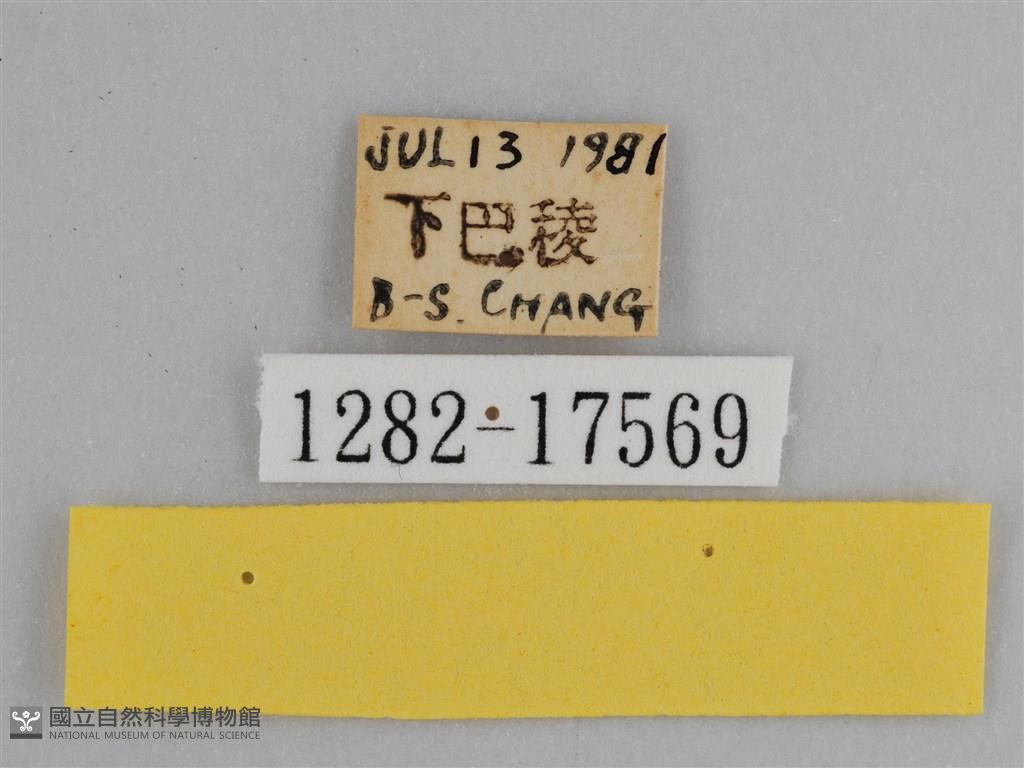 JUL 13 1981
下巴稜
B-S. CHANG
1282-17569
國立自然科學博物館
NATIONAL MUSEUM OF NATURAL SCIENCE